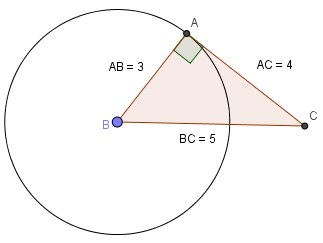 A
AB = 3
AC = 4
B
C
BC = 5